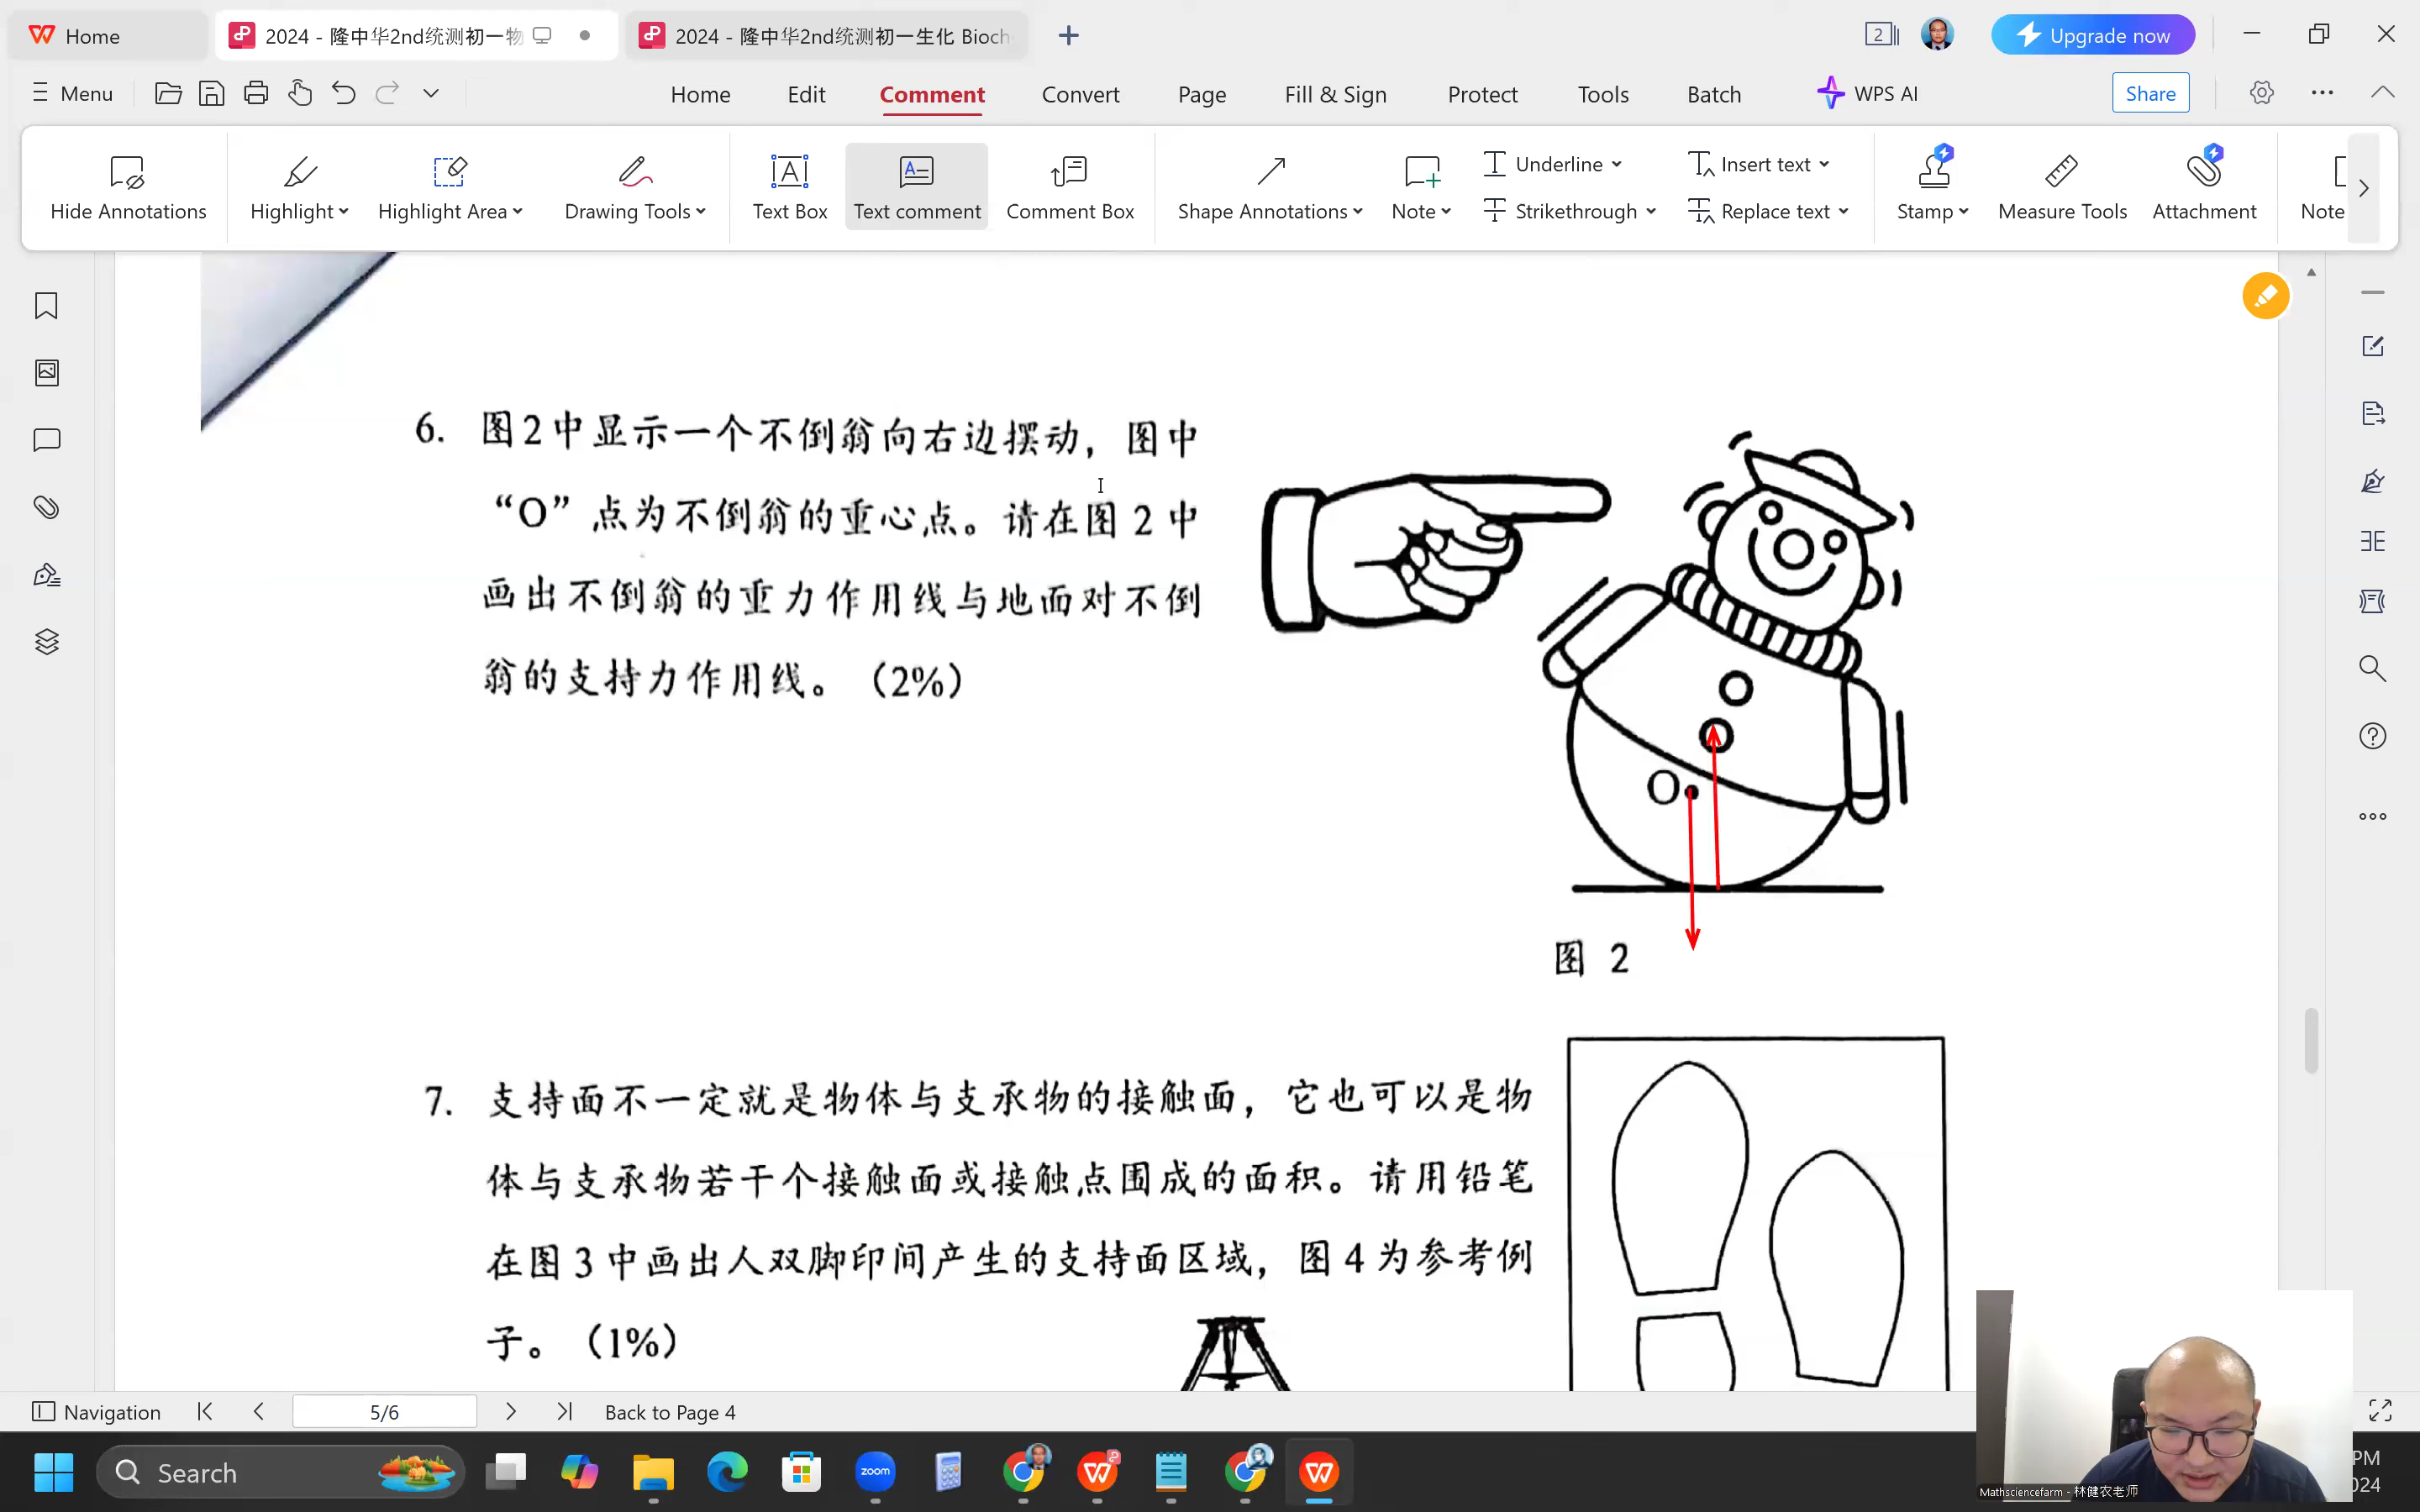 Home
2024 - 隆中华2nd统测初一物
2024 - 隆中华2nd统测初一生化 Bioch
2
Upgrade now
Menu
Home
Edit
Comment
Convert
Page
Fill & Sign
Protect
Tools
Batch
WPS AI
Share
Hide Annotations
Highlight
Highlight Area
Drawing Tools
Text Box
Text comment
Comment Box
Shape Annotations
Note
Underline
Strikethrough
Insert text
Replace text
Stamp
Measure Tools
Attachment
Note
6. 图2中显示一个不倒翁向右边摆动，图中
“O”点为不倒翁的重心点。请在图2中
画出不倒翁的重力作用线与地面对不倒
翁的支持力作用线。（2%）
O
图 2
7. 支持面不一定就是物体与支承物的接触面，它也可以是物
体与支承物若干个接触面或接触点围成的面积。请用铅笔
在图3中画出人双脚印间产生的支持面区域，图4为参考例
子。（1%）
Navigation
5/6
Back to Page 4
Search
zoom
PM
024
Mathsciencefarm - 林健农老师